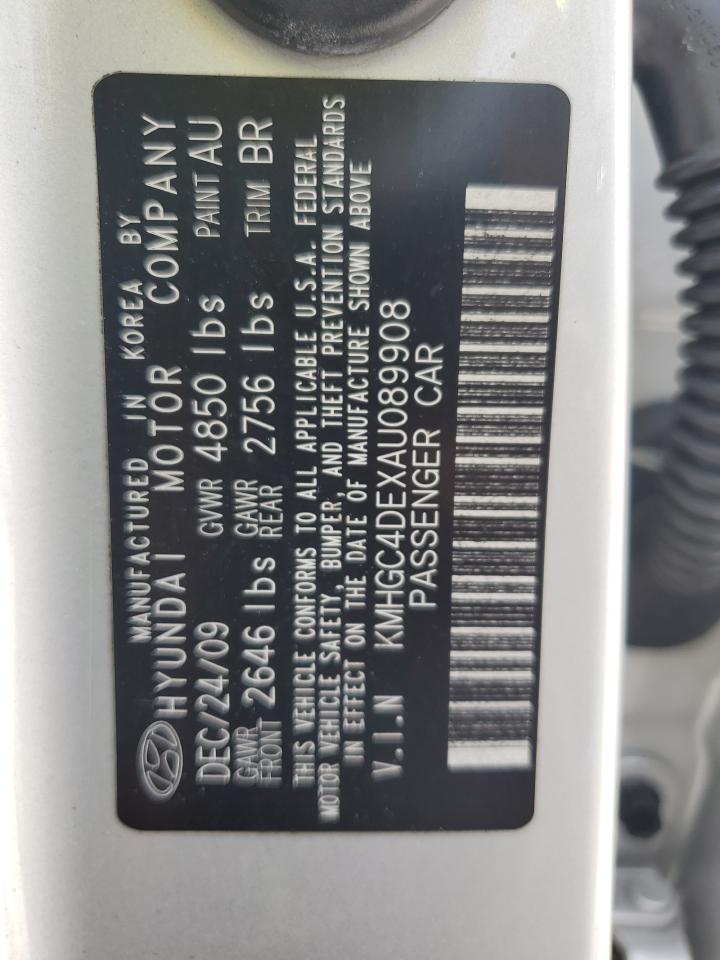 MANUFACTURED IN KOREA BY
HYUNDAI MOTOR COMPANY
DEC/24/09 GVWR 4850 lbs PAINT AU
GAWR FRONT 2646 lbs GAWR REAR 2756 lbs TRIM BR
THIS VEHICLE CONFORMS TO ALL APPLICABLE U.S.A. FEDERAL
MOTOR VEHICLE SAFETY, BUMPER, AND THEFT PREVENTION STANDARDS
IN EFFECT ON THE DATE OF MANUFACTURE SHOWN ABOVE
V.I.N KMHGC4DEXAU089908
PASSENGER CAR